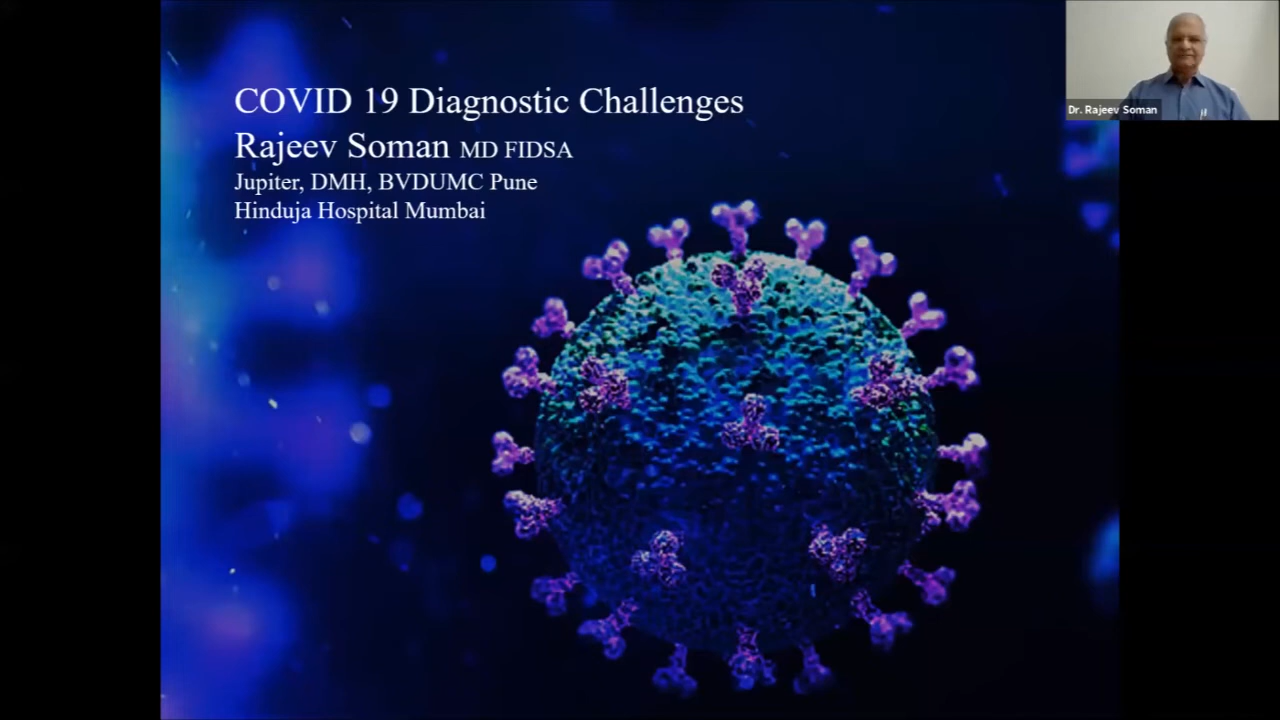 COVID 19 Diagnostic Challenges
Rajeev Soman MD FIDSA
Jupiter, DMH, BVDUMC Pune
Hinduja Hospital Mumbai
Dr. Rajeev Soman